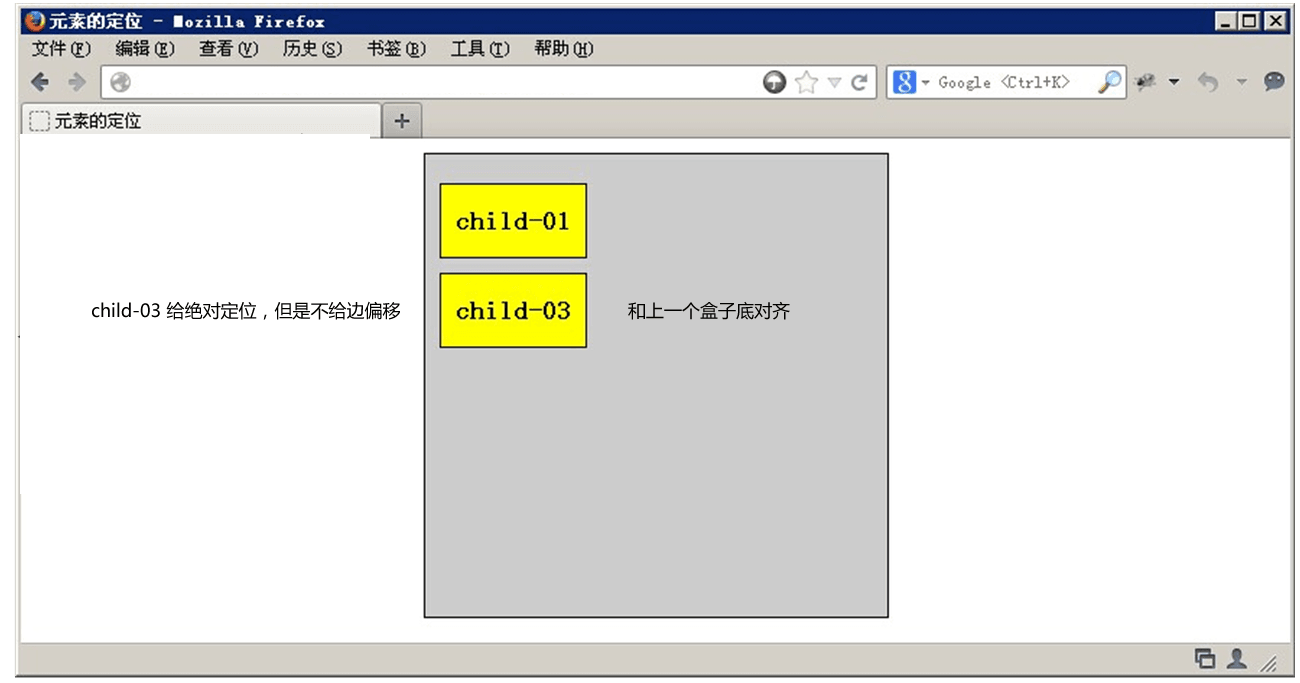 元素的定位 - Mozilla Firefox
文件(F) 编辑(E) 查看(V) 历史(S) 书签(B) 工具(T) 帮助(H)
Google <Ctrl+K>
元素的定位
child-01
child-03 给绝对定位，但是不给边偏移
child-03
和上一个盒子底对齐